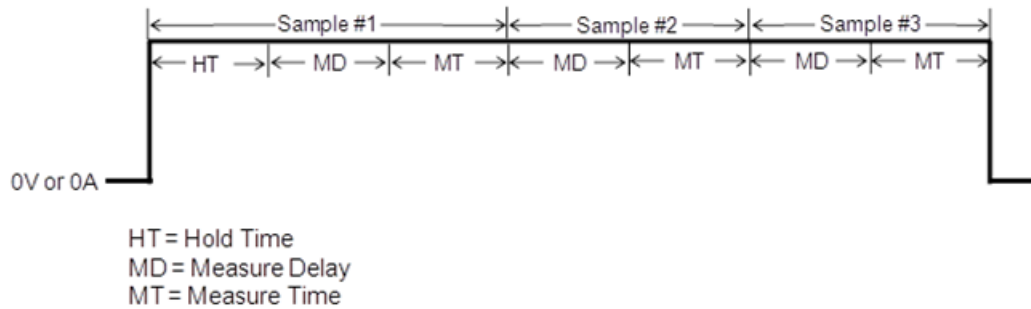 Sample #1 Sample #2 Sample #3
HT MD MT MD MT MD MT
0V or 0A
HT = Hold Time
MD = Measure Delay
MT = Measure Time